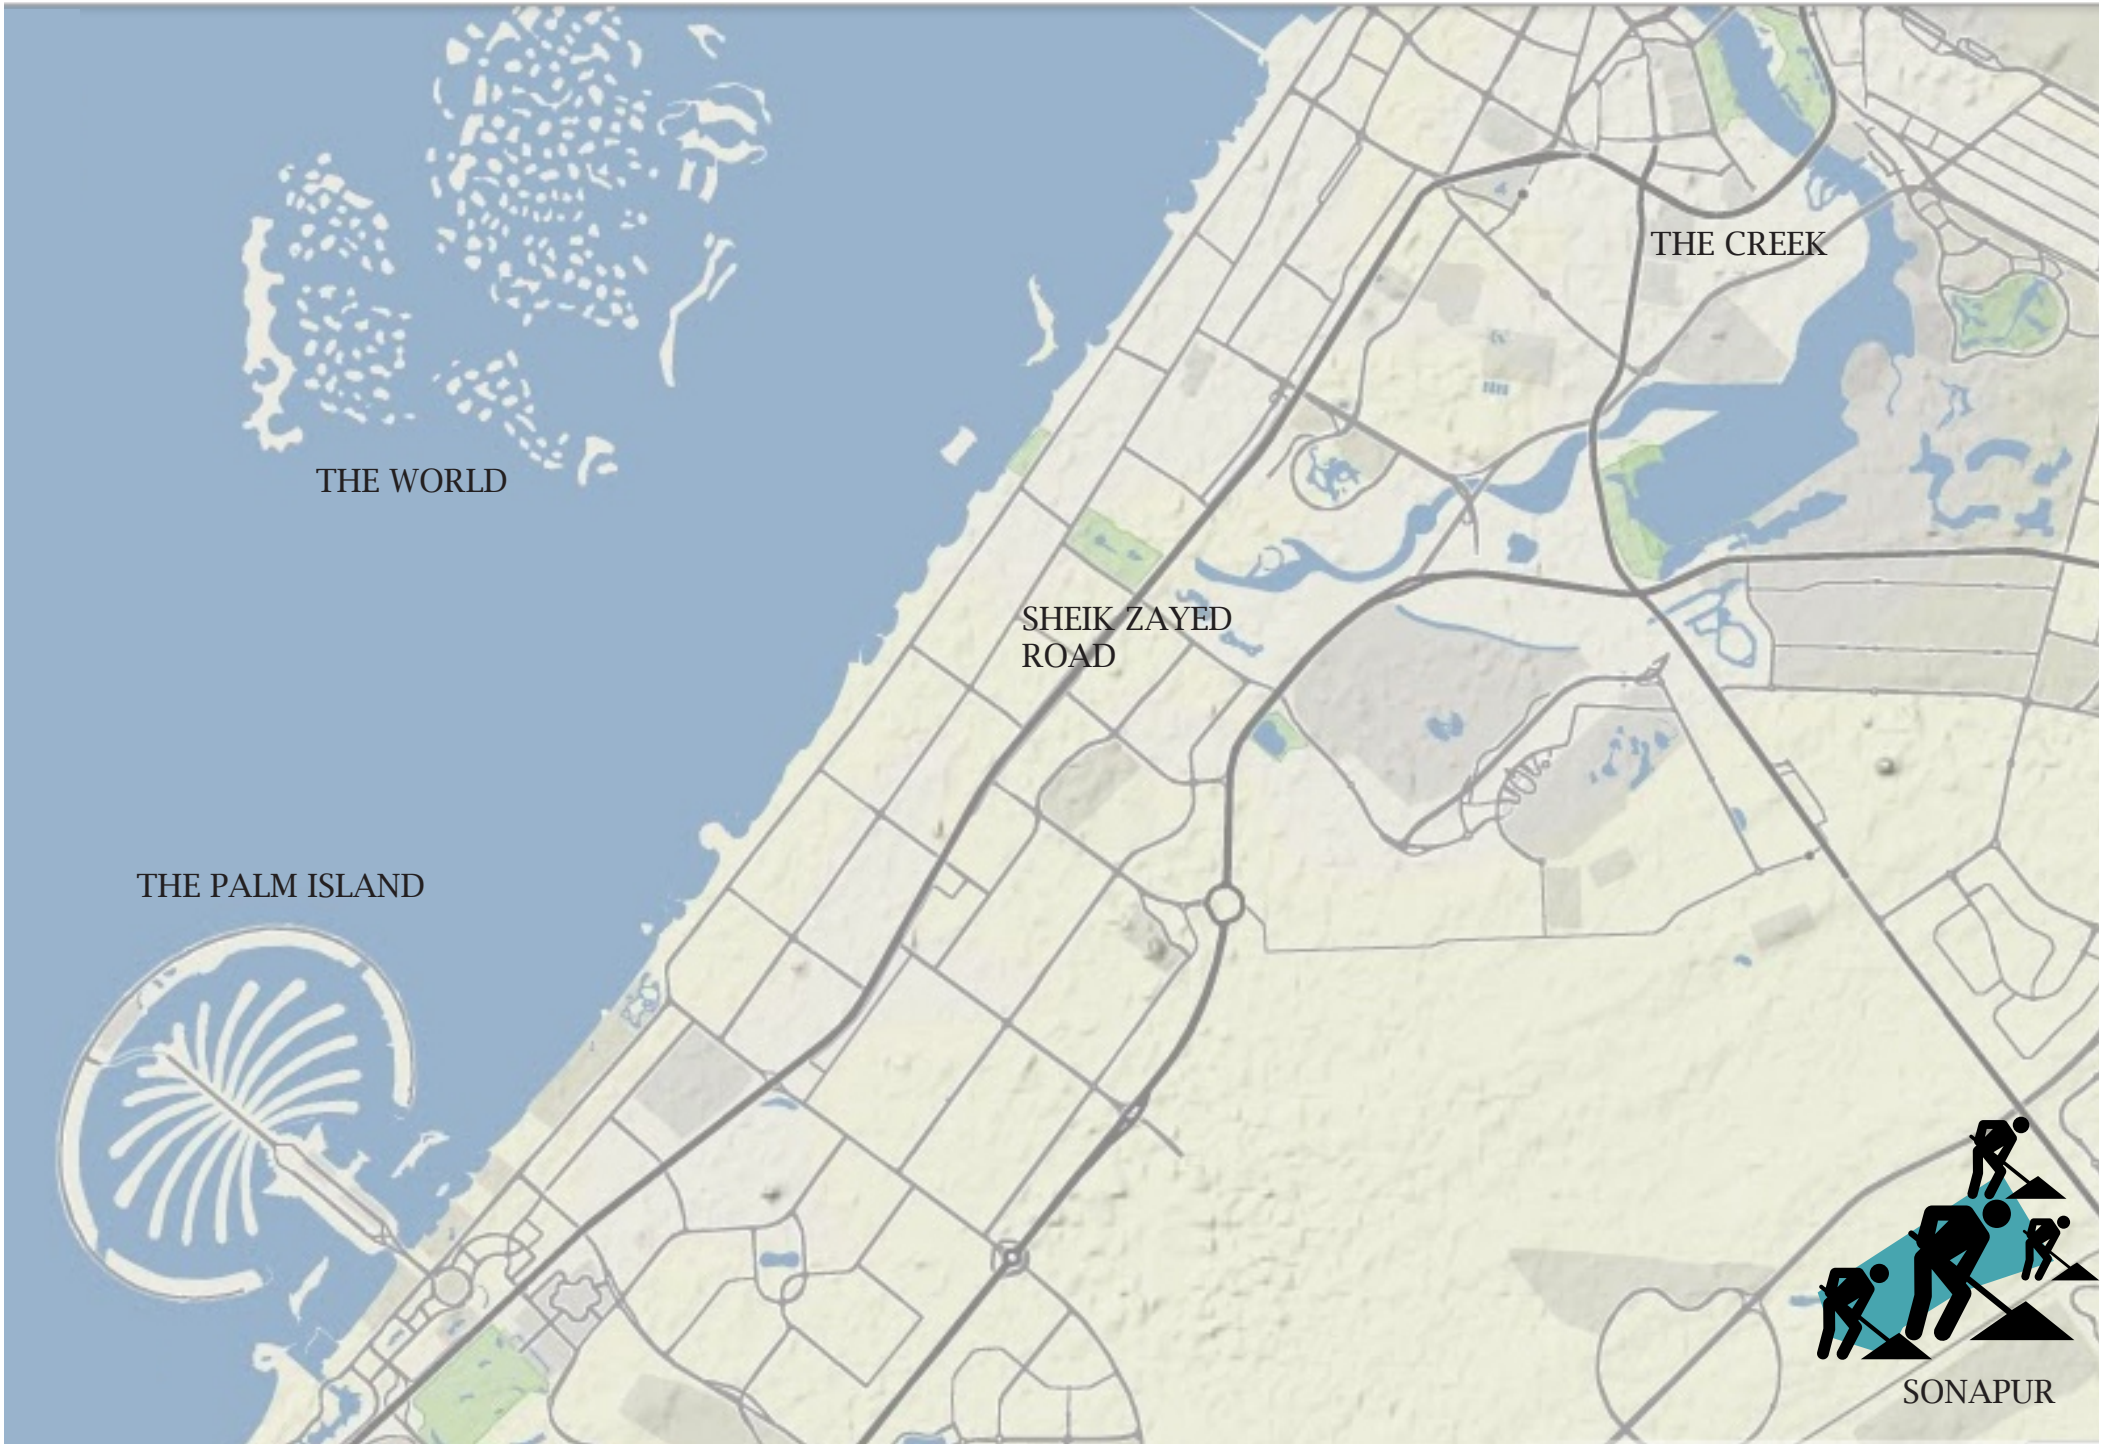 THE CREEK
THE WORLD
SHEIK ZAYED
ROAD
THE PALM ISLAND
SONAPUR